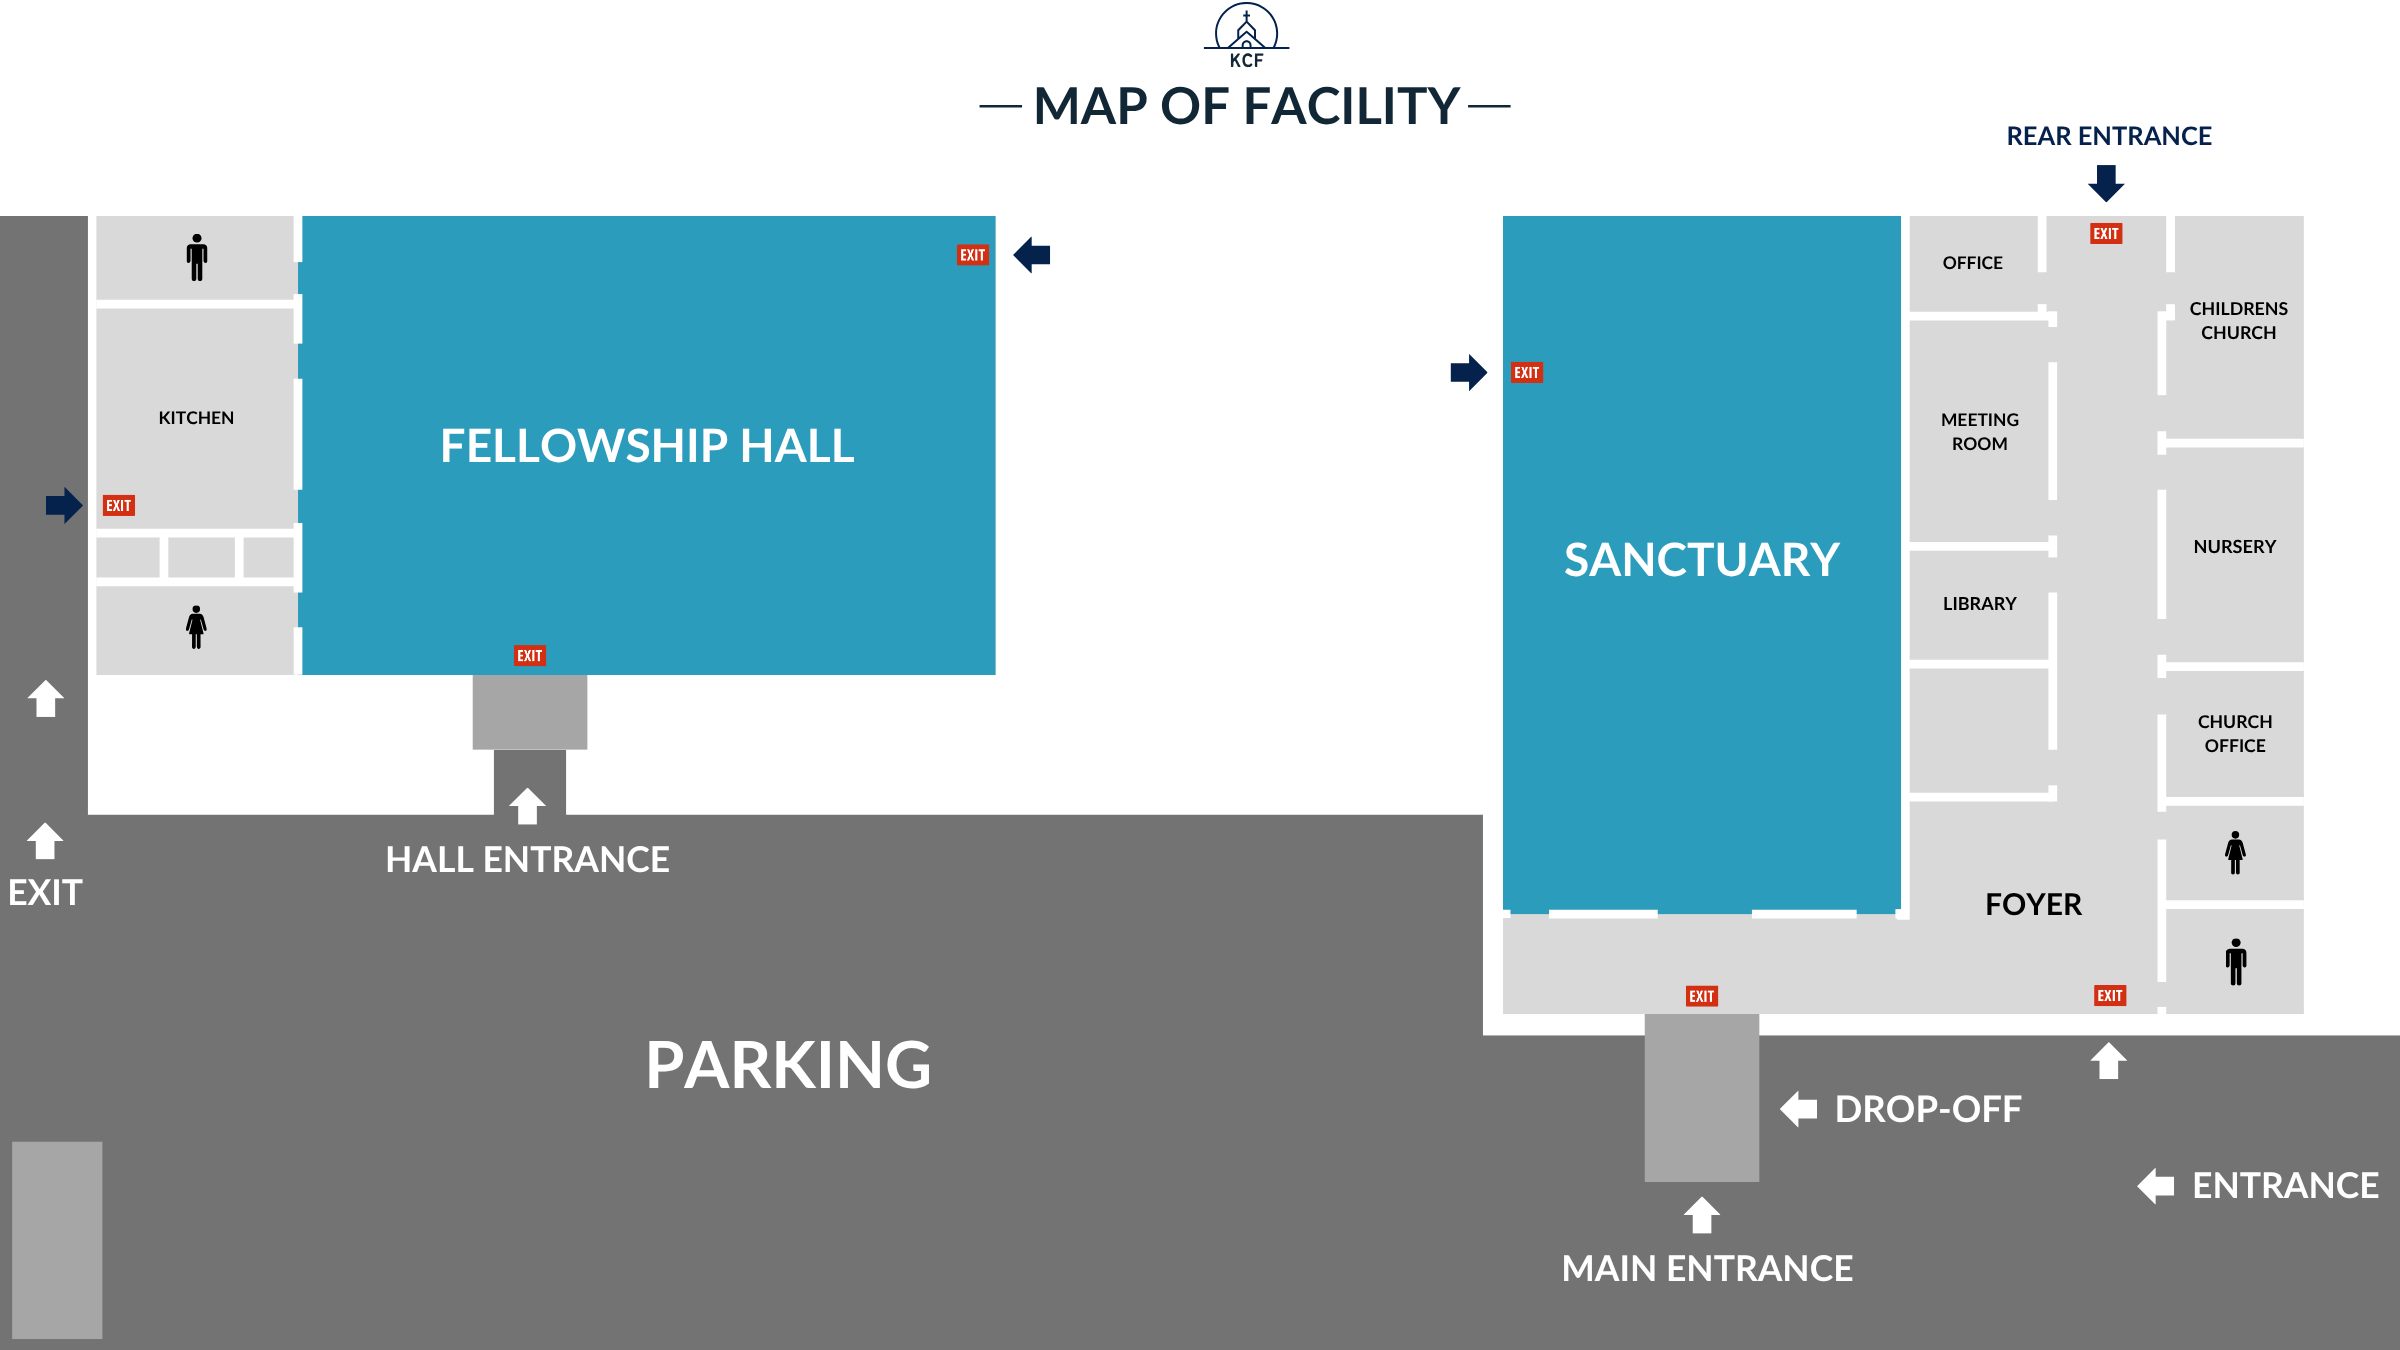 KCF
MAP OF FACILITY
REAR ENTRANCE
EXIT
EXIT
OFFICE
CHILDRENS
CHURCH
EXIT
KITCHEN
FELLOWSHIP HALL
MEETING
ROOM
EXIT
SANCTUARY
NURSERY
LIBRARY
EXIT
CHURCH
OFFICE
HALL ENTRANCE
EXIT
FOYER
EXIT
EXIT
PARKING
DROP-OFF
ENTRANCE
MAIN ENTRANCE